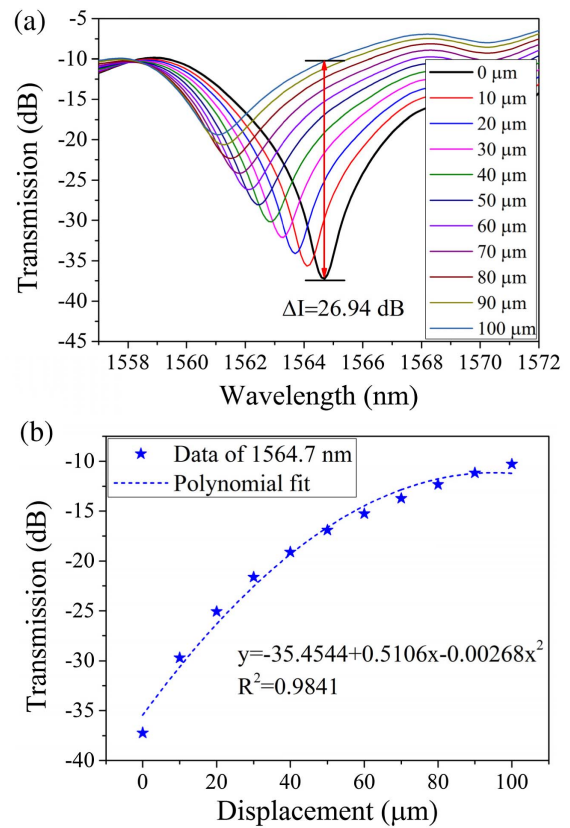 (a)
-5
-10
-15
-20
-25
-30
-35
-40
-45
Transmission (dB)
0 μm
10 μm
20 μm
30 μm
40 μm
50 μm
60 μm
70 μm
80 μm
90 μm
100 μm
ΔI=26.94 dB
1558 1560 1562 1564 1566 1568 1570 1572
Wavelength (nm)
(b)
Data of 1564.7 nm
Polynomial fit
-10
-15
-20
-25
-30
-35
-40
Transmission (dB)
y=-35.4544+0.5106x-0.00268x²
R²=0.9841
0 20 40 60 80 100
Displacement (μm)